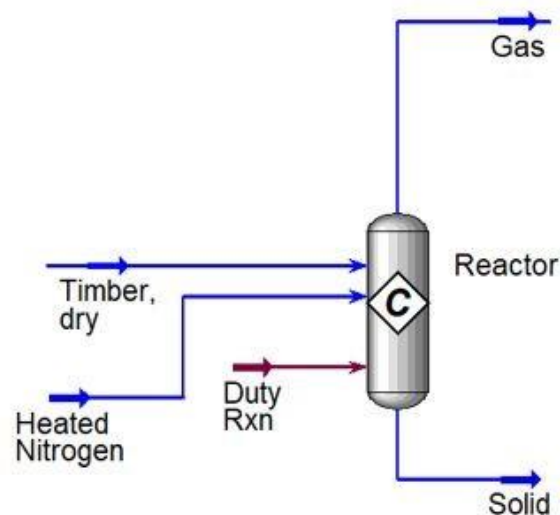 Gas
Reactor
Timber,
dry
C
Duty
Rxn
Heated
Nitrogen
Solid